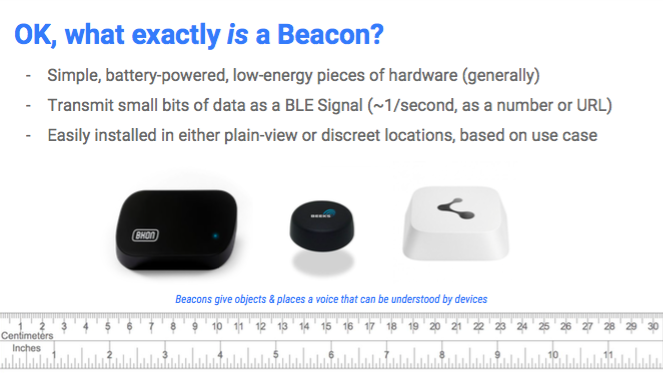 OK, what exactly is a Beacon?
- Simple, battery-powered, low-energy pieces of hardware (generally)
- Transmit small bits of data as a BLE Signal (~1/second, as a number or URL)
- Easily installed in either plain-view or discreet locations, based on use case
BKON
Beacons give objects & places a voice that can be understood by devices
1 2 3 4 5 6 7 8 9 10 11 12 13 14 15 16 17 18 19 20 21 22 23 24 25 26 27 28 29 30
Centimeters
Inches 1 2 3 4 5 6 7 8 9 10 11